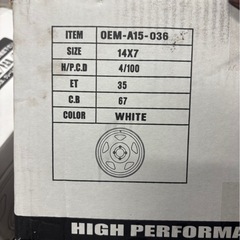 ITEM OEM-A15-036
SIZE 14X7
H/P.C.D 4/100
ET 35
C.B 67
COLOR WHITE
HIGH PERFORMA